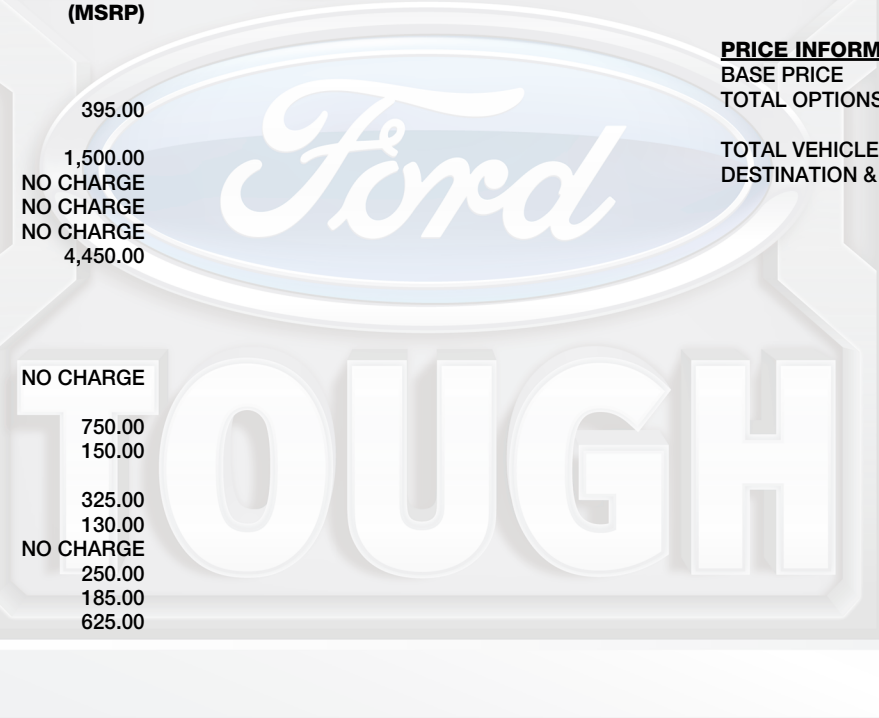 (MSRP)
395.00
1,500.00
NO CHARGE
NO CHARGE
NO CHARGE
4,450.00
NO CHARGE
750.00
150.00
325.00
130.00
NO CHARGE
250.00
185.00
625.00
PRICE INFORM
BASE PRICE
TOTAL OPTIONS
TOTAL VEHICLE
DESTINATION &
Ford
TOUGH